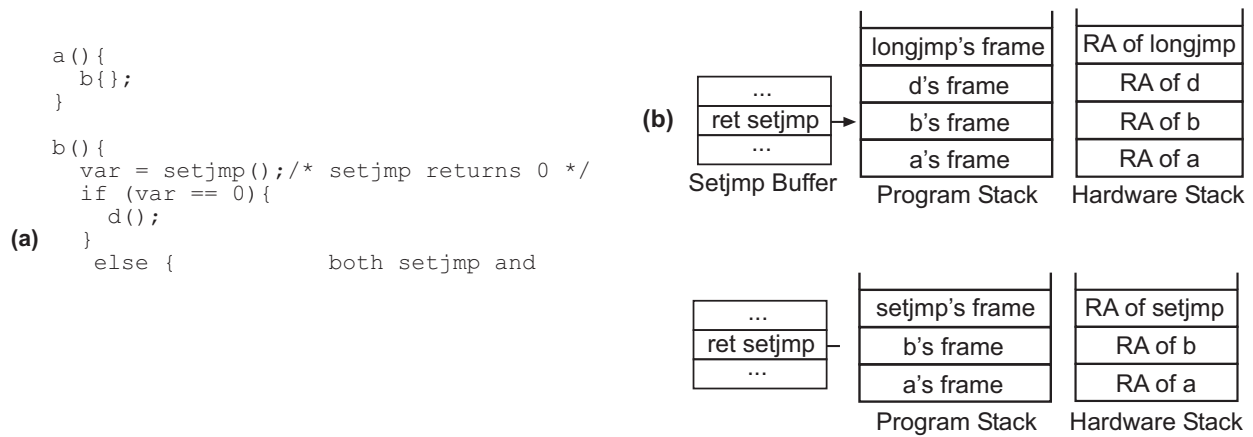 a(){
b{};
}
b(){
var = setjmp();/* setjmp returns 0 */
if (var == 0){
d();
}
(a)
else { both setjmp and
(b)
...
ret setjmp
...
Setjmp Buffer
longjmp's frame
d's frame
b's frame
a's frame
Program Stack
RA of longjmp
RA of d
RA of b
RA of a
Hardware Stack
...
ret setjmp
...
setjmp's frame
b's frame
a's frame
Program Stack
RA of setjmp
RA of b
RA of a
Hardware Stack